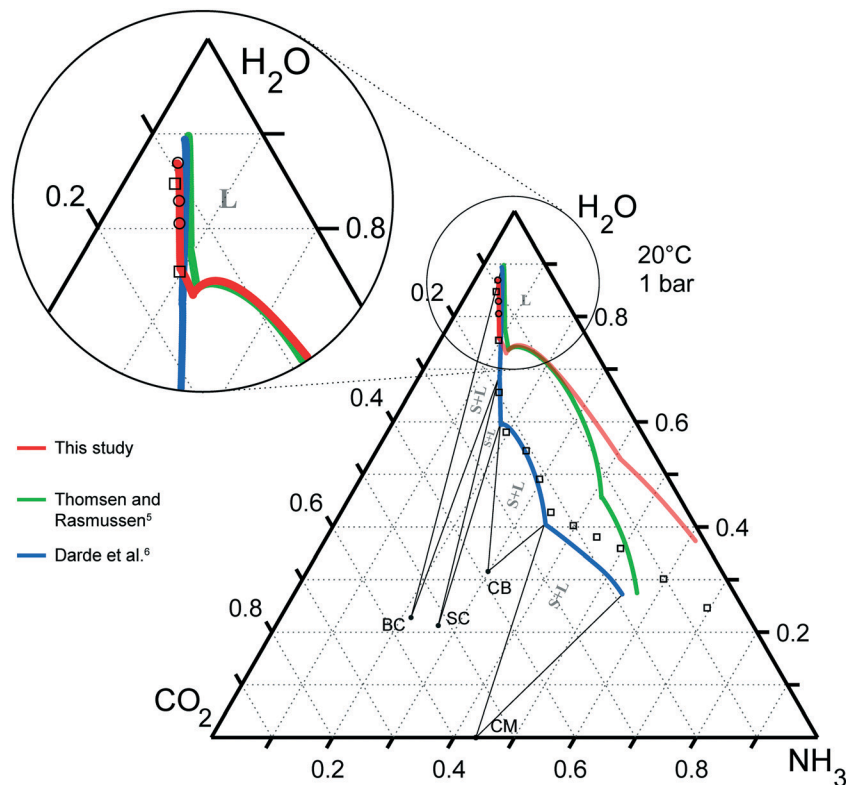 H2O
0.2
L
0.8
H2O
20°C
1 bar
0.2
L
0.8
0.4
S+L
S+L
0.6
This study
Thomsen and
Rasmussen5
Darde et al.6
0.6
S+L
0.4
CB
S+L
BC
SC
0.8
0.2
CO2
CM
NH3
0.2
0.4
0.6
0.8